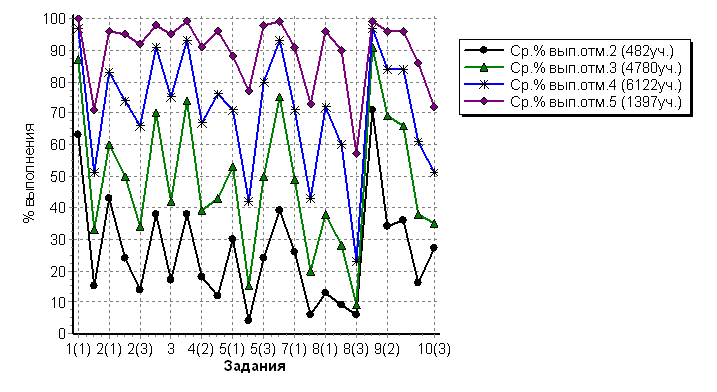 % выполнения
100
90
80
70
60
50
40
30
20
10
0
1(1) 2(1) 2(3) 3 4(2) 5(1) 5(3) 7(1) 8(1) 8(3) 9(2) 10(3)
Задания
Ср.% вып.отм.2 (482уч.)
Ср.% вып.отм.3 (4780уч.)
Ср.% вып.отм.4 (6122уч.)
Ср.% вып.отм.5 (1397уч.)